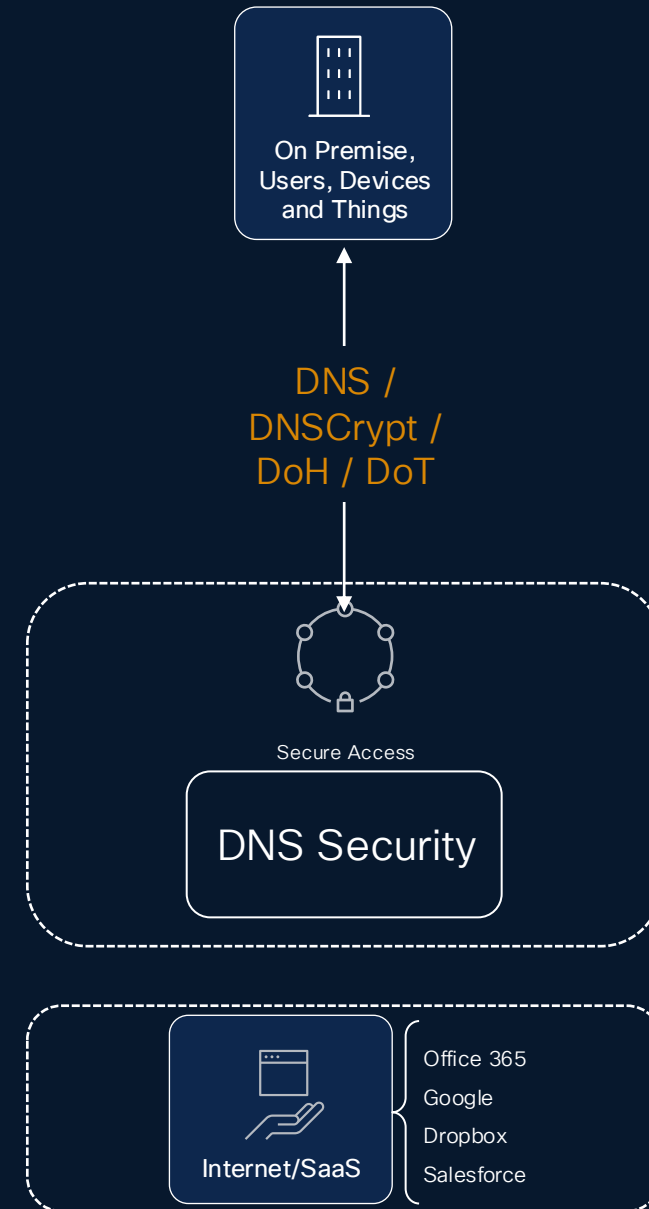 On Premise,
Users, Devices
and Things
DNS /
DNSCrypt /
DoH / DoT
Secure Access
DNS Security
Internet/SaaS
Office 365
Google
Dropbox
Salesforce